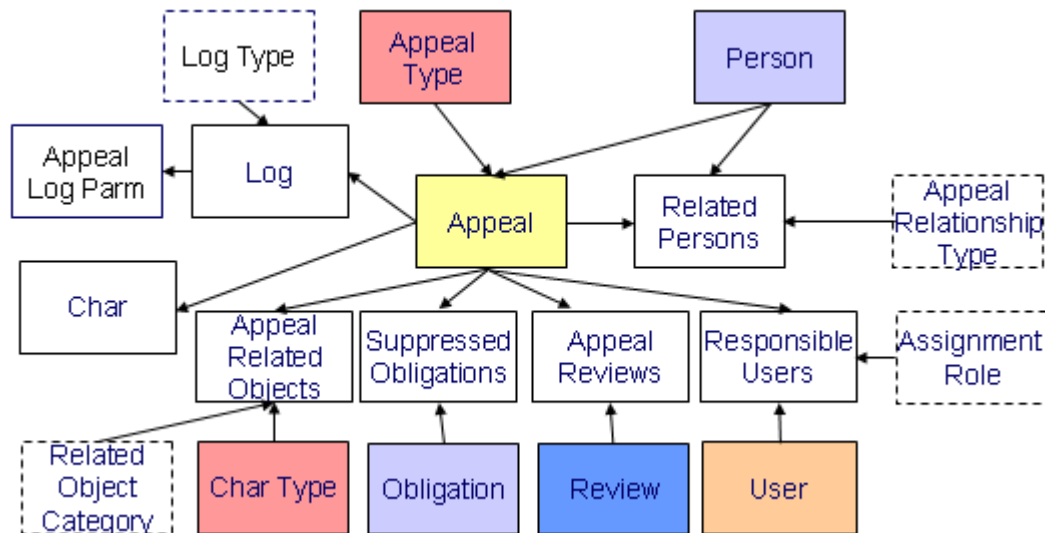 Log Type
Appeal
Type
Person
Appeal
Log Parm
Log
Appeal
Related
Persons
Appeal
Relationship
Type
Char
Appeal
Related
Objects
Suppressed
Obligations
Appeal
Reviews
Responsible
Users
Assignment
Role
Related
Object
Category
Char Type
Obligation
Review
User